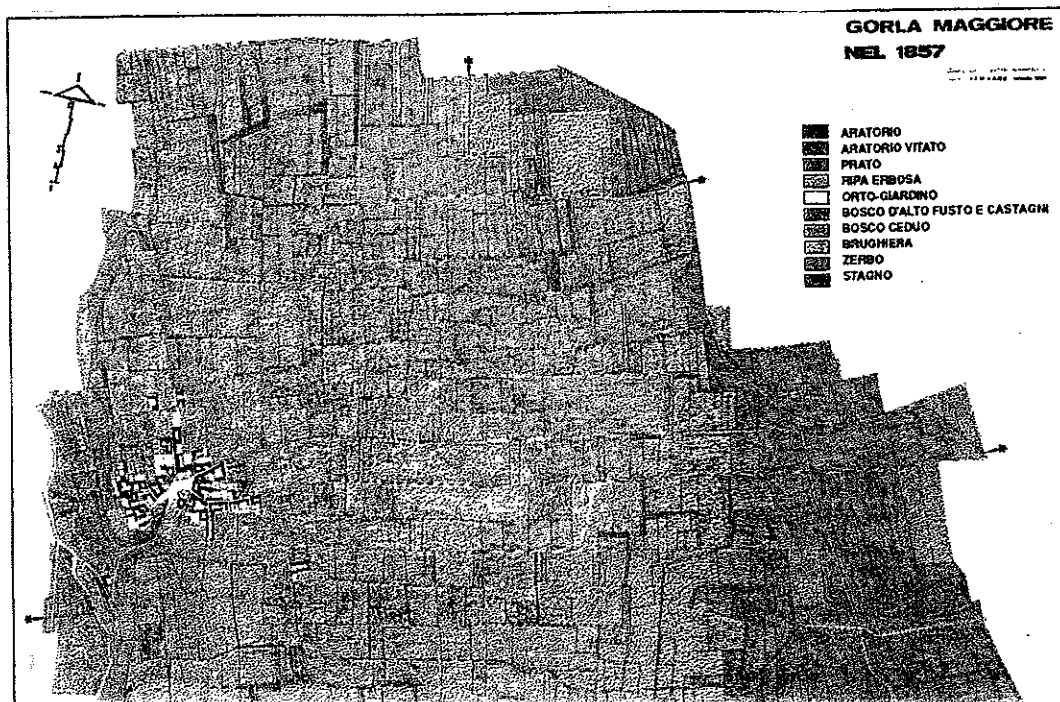 GORLA MAGGIORE
NEL 1857
ARATORIO
ARATORIO VITATO
PRATO
RIPA ERBOSA
ORTO-GIARDINO
BOSCO D'ALTO FUSTO E CASTAGNI
BOSCO CEDUO
BRUGHIERA
ZERBO
STAGNO